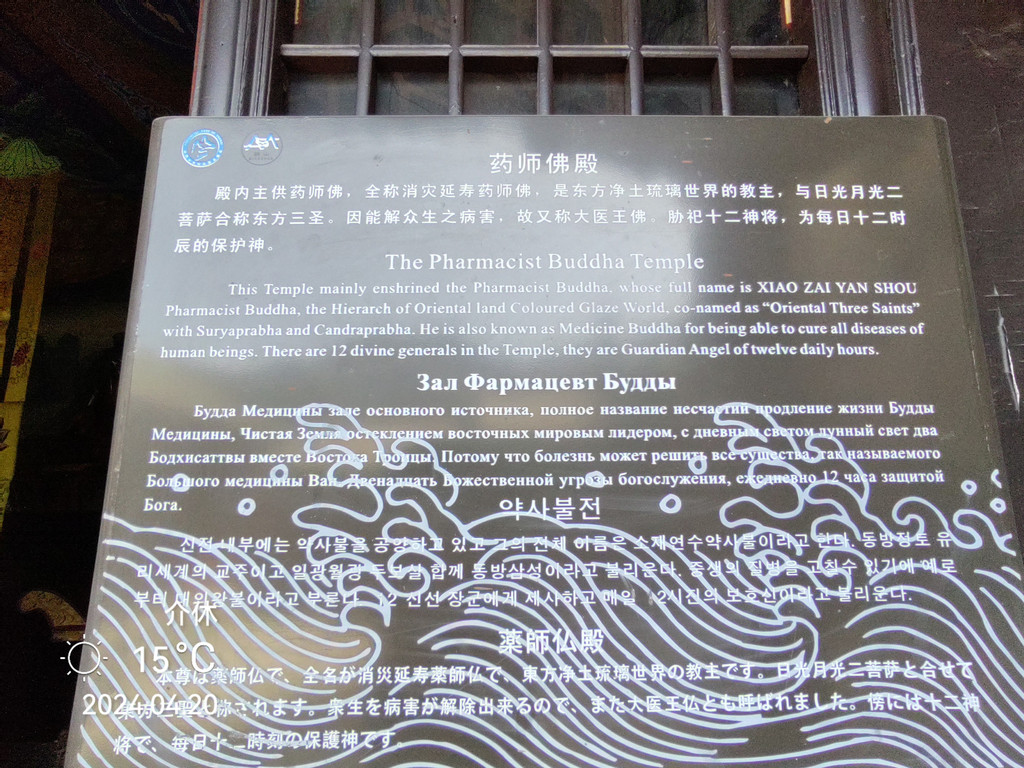 药师佛殿
殿内主供药师佛，全称消灾延寿药师佛，是东方净土琉璃世界的教主，与日光月光二
菩萨合称东方三圣。因能解众生之病害，故又称大医王佛。胁祀十二神将，为每日十二时
辰的保护神。
The Pharmacist Buddha Temple
This Temple mainly enshrined the Pharmacist Buddha, whose full name is XIAO ZAI YAN SHOU
Pharmacist Buddha, the Hierarch of Oriental land Coloured Glaze World, co-named as “Oriental Three Saints”
with Suryaprabha and Candraprabha. He is also known as Medicine Buddha for being able to cure all diseases of
human beings. There are 12 divine generals in the Temple, they are Guardian Angel of twelve daily hours.
Зал Фармацевт Будды
Будда Медицины зале основного источника, полное название несчастий продление жизни Будды
Медицины, Чистая Земля остеклением восточных мировым лидером, с дневным светом лунный свет два
Бодхисаттвы вместе Востока Троицы. Потому что болезнь может решить все существа, так называемого
Большого медицины Ван. Двенадцать Божественной угрозы богослужения, ежедневно 12 часа защитой
Бога.
약사불전
신전 내부에는 약사불을 공양하고 있고 그의 전체 이름은 소재연수약사불이라고 한다. 동방정토 유
리세계의 교주이고 일광월광 두보살 함께 동방삼성이라고 불리운다. 중생의 질병을 고칠수 있기에 예로
부터 대의왕불이라고 부른다. 12 신선 장군에게 제사하고 매일 12시진의 보호신이라고 불리운다.
介休
薬師仏殿
15°C
本尊は薬師仏で、全名が消災延寿薬師仏で、東方净土琉璃世界の教主です。日光月光二菩萨と合せて
2024.04.20
されます。衆生を病害が解除出来るので、また大医王仏とも呼ばれました。傍には十二神
将で、毎日十二時刻の保護神です。